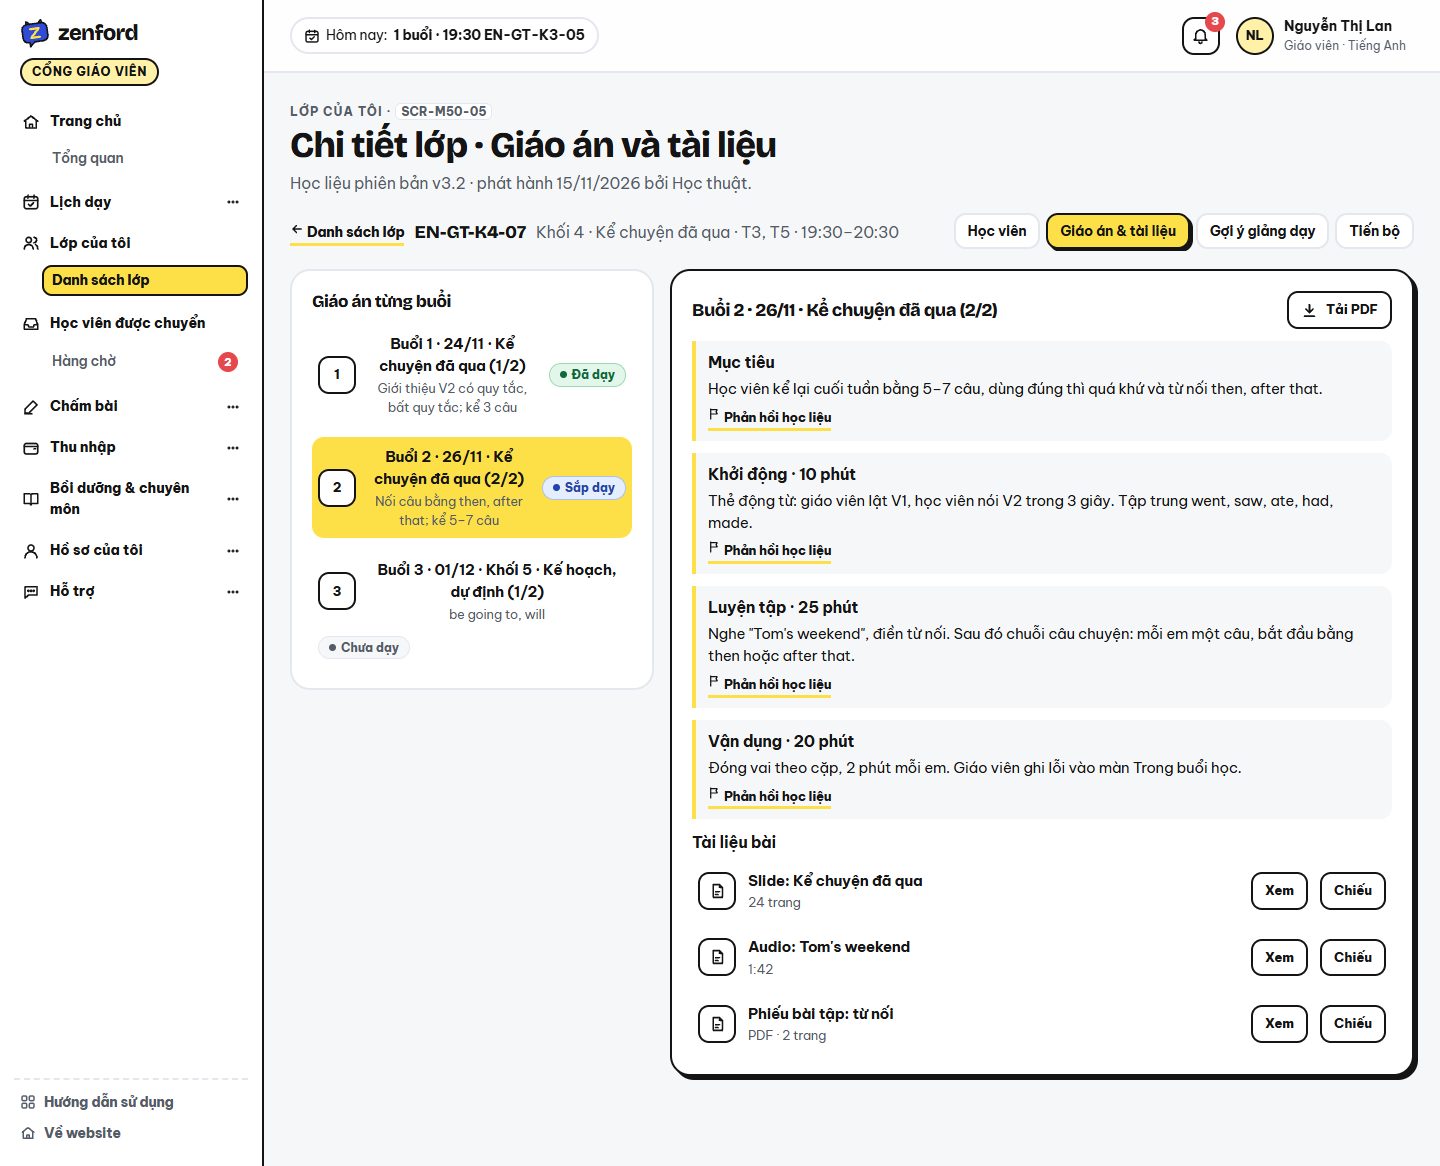 zenford
CỔNG GIÁO VIÊN
Trang chủ
Tổng quan
Lịch dạy
Lớp của tôi
Danh sách lớp
Học viên được chuyển
Hàng chờ
2
Chấm bài
Thu nhập
Bồi dưỡng & chuyên
môn
Hồ sơ của tôi
Hỗ trợ
Hướng dẫn sử dụng
Về website
Hôm nay: 1 buổi · 19:30 EN-GT-K3-05
3
NL
Nguyễn Thị Lan
Giáo viên · Tiếng Anh
LỚP CỦA TÔI · SCR-M50-05
Chi tiết lớp · Giáo án và tài liệu
Học liệu phiên bản v3.2 · phát hành 15/11/2026 bởi Học thuật.
← Danh sách lớp EN-GT-K4-07 Khối 4 · Kể chuyện đã qua · T3, T5 · 19:30–20:30
Học viên
Giáo án & tài liệu
Gợi ý giảng dạy
Tiến bộ
Giáo án từng buổi
1
Buổi 1 · 24/11 · Kể
chuyện đã qua (1/2)
Giới thiệu V2 có quy tắc,
bất quy tắc; kể 3 câu
Đã dạy
2
Buổi 2 · 26/11 · Kể
chuyện đã qua (2/2)
Nối câu bằng then, after
that; kể 5–7 câu
Sắp dạy
3
Buổi 3 · 01/12 · Khối 5 · Kế hoạch,
dự định (1/2)
be going to, will
Chưa dạy
Buổi 2 · 26/11 · Kể chuyện đã qua (2/2)
Tải PDF
Mục tiêu
Học viên kể lại cuối tuần bằng 5–7 câu, dùng đúng thì quá khứ và từ nối then, after that.
Phản hồi học liệu
Khởi động · 10 phút
Thẻ động từ: giáo viên lật V1, học viên nói V2 trong 3 giây. Tập trung went, saw, ate, had,
made.
Phản hồi học liệu
Luyện tập · 25 phút
Nghe "Tom's weekend", điền từ nối. Sau đó chuỗi câu chuyện: mỗi em một câu, bắt đầu bằng
then hoặc after that.
Phản hồi học liệu
Vận dụng · 20 phút
Đóng vai theo cặp, 2 phút mỗi em. Giáo viên ghi lỗi vào màn Trong buổi học.
Phản hồi học liệu
Tài liệu bài
Slide: Kể chuyện đã qua
24 trang
Xem
Chiếu
Audio: Tom's weekend
1:42
Xem
Chiếu
Phiếu bài tập: từ nối
PDF · 2 trang
Xem
Chiếu